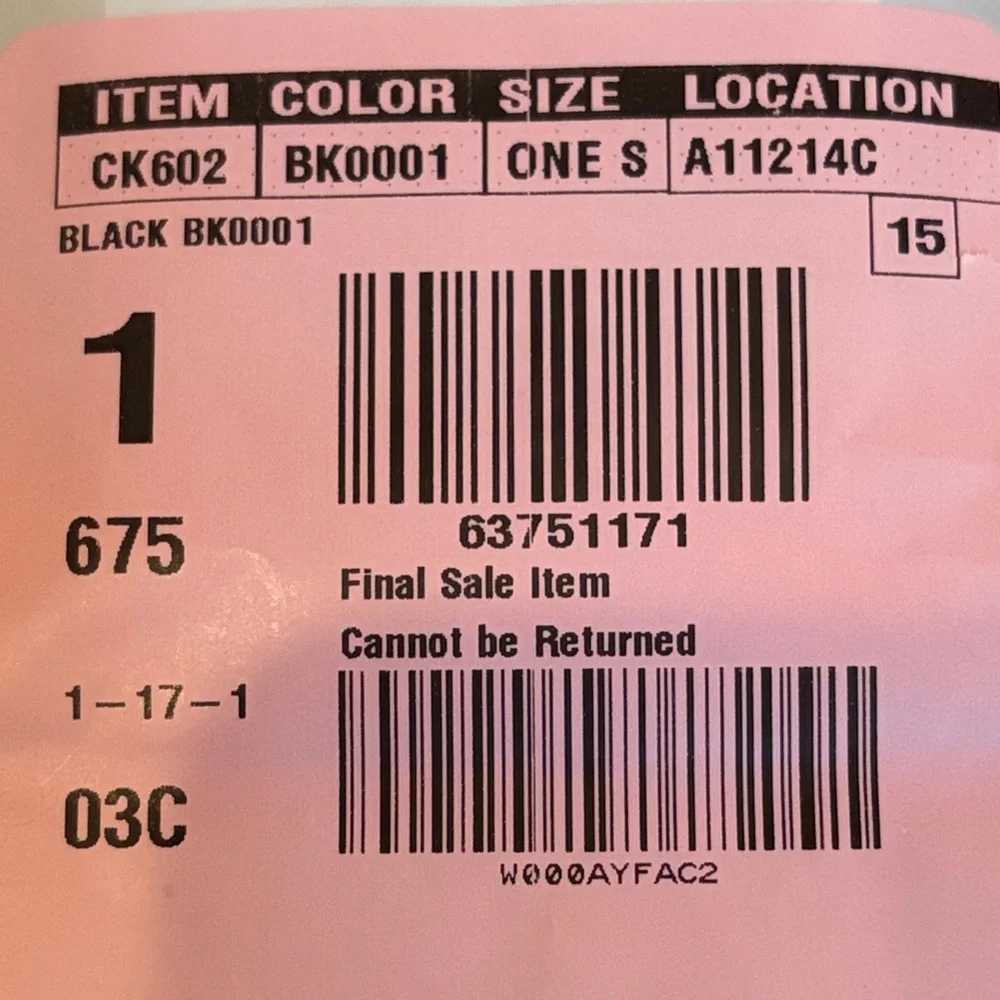 ITEM COLOR SIZE LOCATION
CK602 BK0001 ONE S A11214C
BLACK BK0001
15
1
63751171
675
Final Sale Item
Cannot be Returned
1-17-1
03C
W000AYFAC2